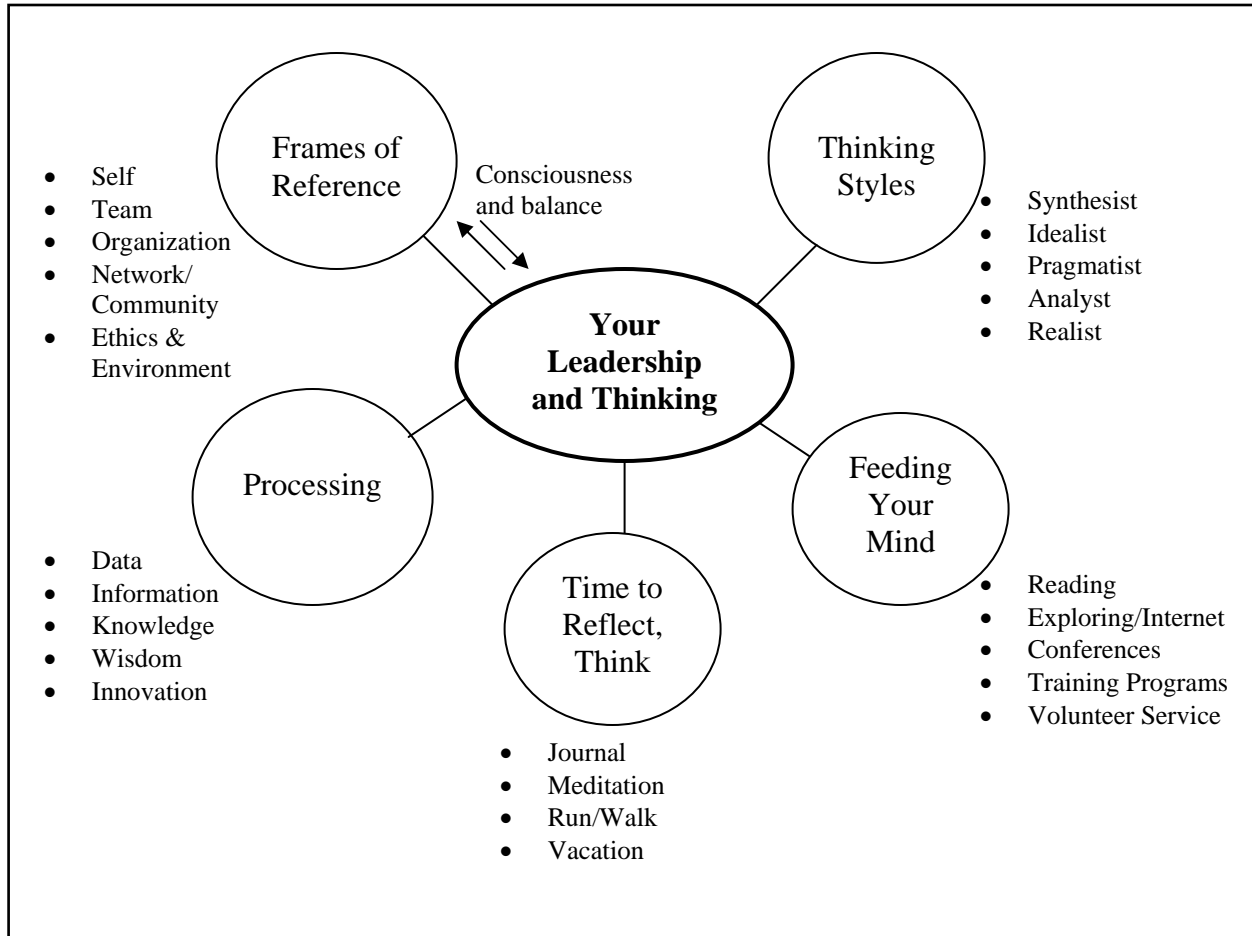 Frames of
Reference
• Self
• Team
• Organization
• Network/
Community
• Ethics &
Environment
Consciousness
and balance
Thinking
Styles
• Synthesist
• Idealist
• Pragmatist
• Analyst
• Realist
Your
Leadership
and Thinking
Processing
• Data
• Information
• Knowledge
• Wisdom
• Innovation
Time to
Reflect,
Think
• Journal
• Meditation
• Run/Walk
• Vacation
Feeding
Your
Mind
• Reading
• Exploring/Internet
• Conferences
• Training Programs
• Volunteer Service